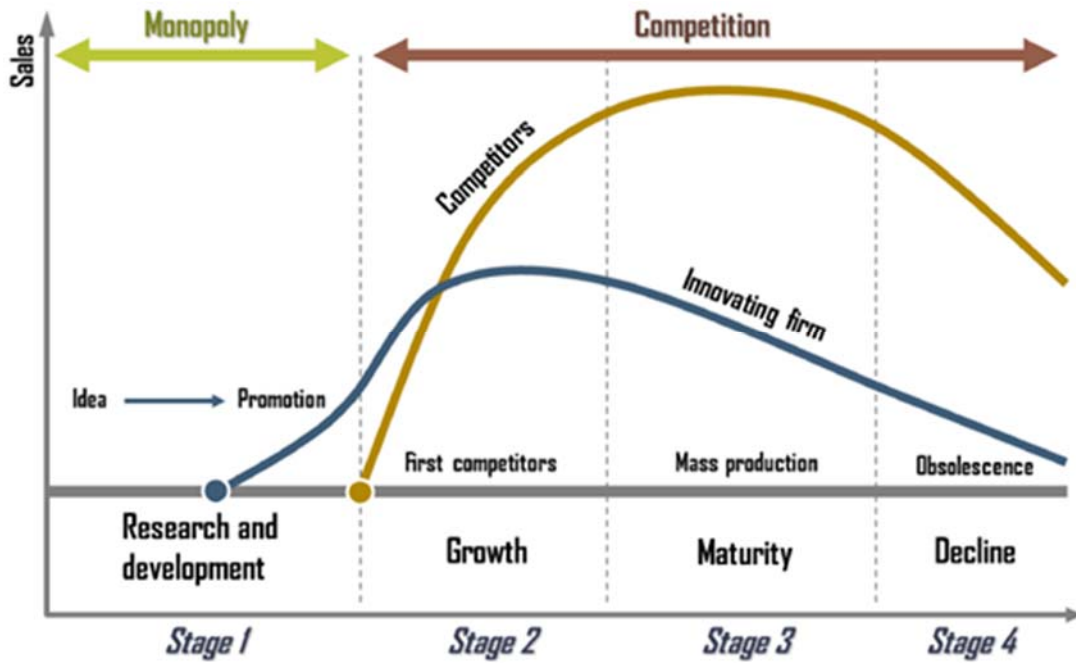 Monopoly
Competition
Sales
Competitors
Innovating firm
Idea
Promotion
First competitors
Mass production
Obsolescence
Research and
development
Growth
Maturity
Decline
Stage 1
Stage 2
Stage 3
Stage 4